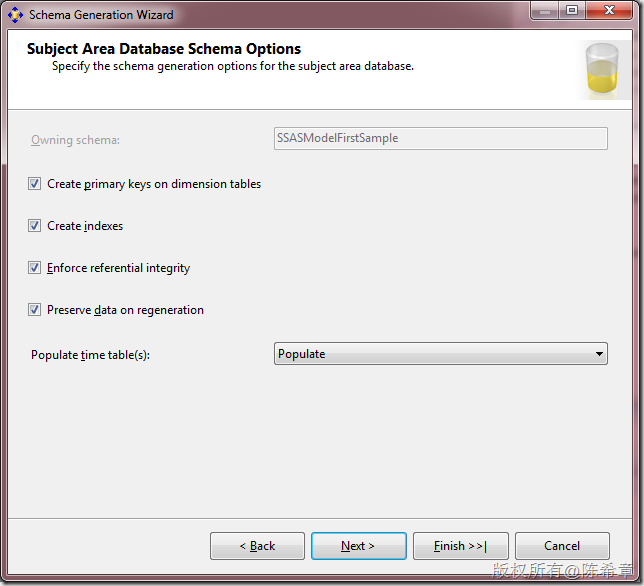 Schema Generation Wizard
Subject Area Database Schema Options
Specify the schema generation options for the subject area database.
Owning schema:
SSASModelFirstSample
Create primary keys on dimension tables
Create indexes
Enforce referential integrity
Preserve data on regeneration
Populate time table(s):
Populate
< Back
Next >
Finish >>|
Cancel
版权所有@陈希章